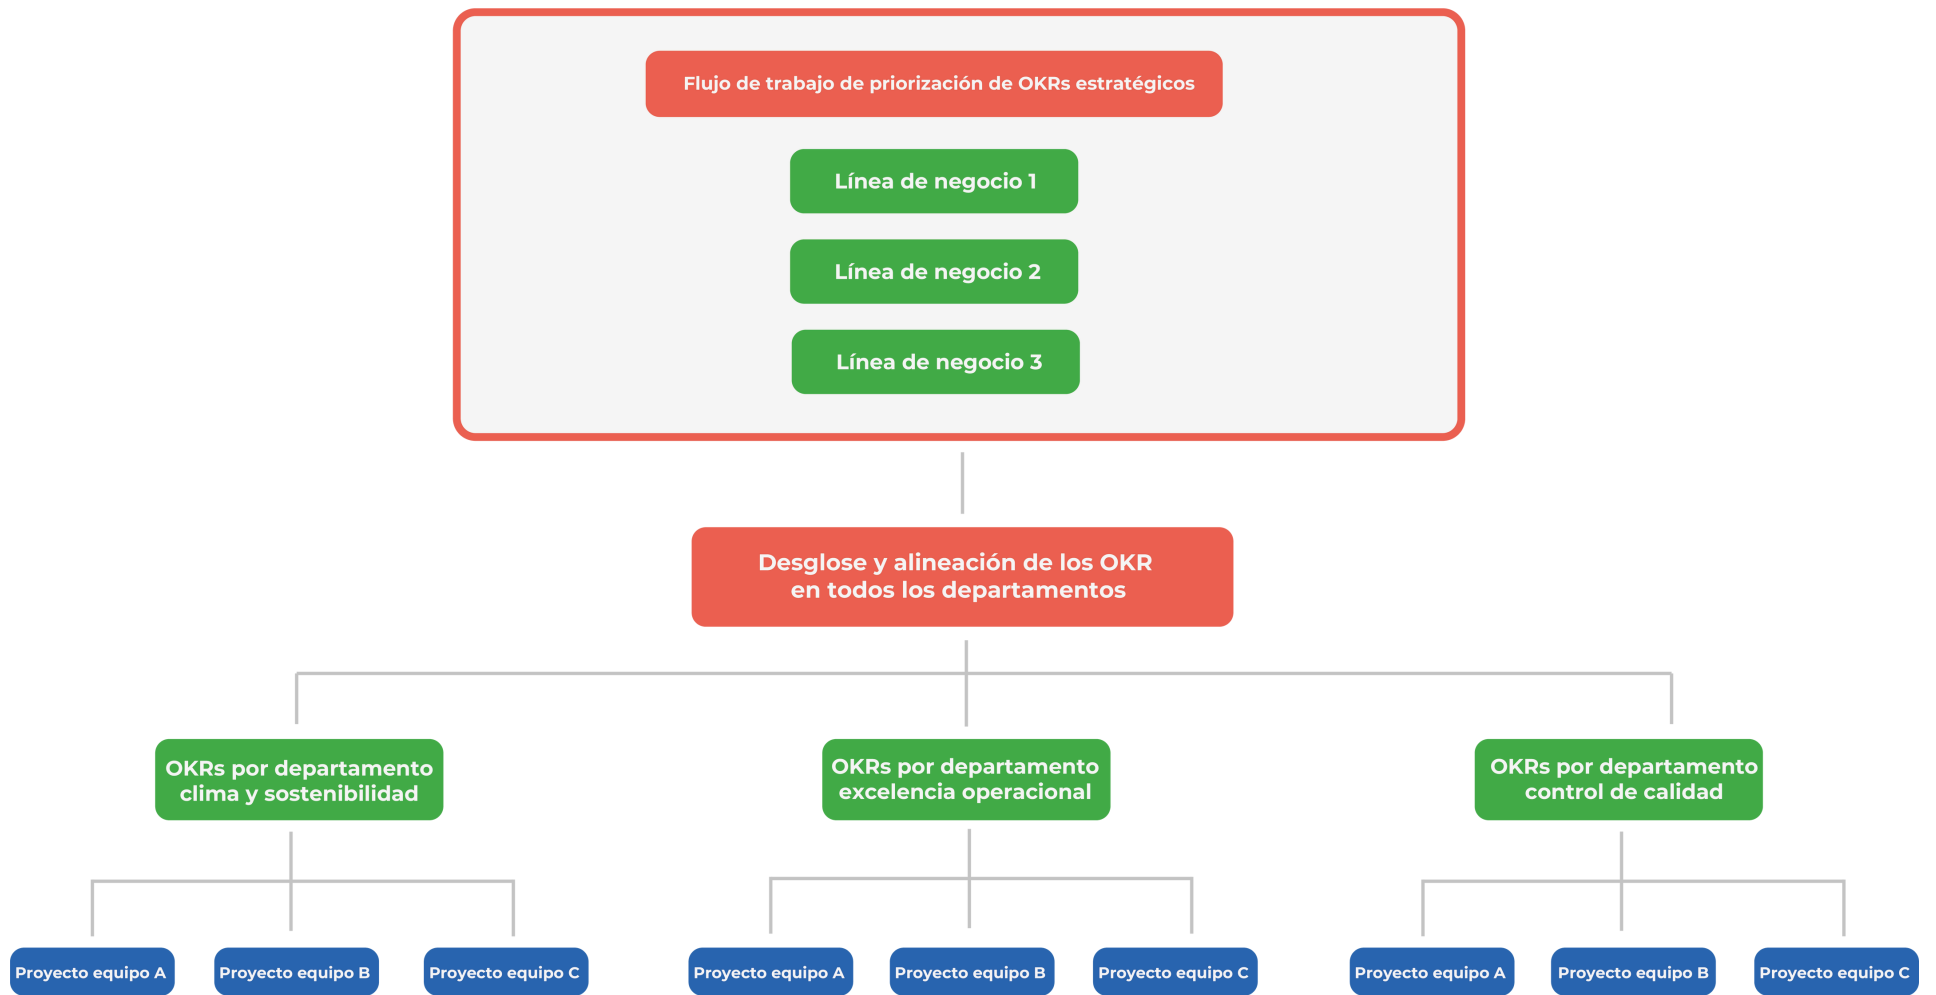 Flujo de trabajo de priorización de OKRs estratégicos
Línea de negocio 1
Línea de negocio 2
Línea de negocio 3
Desglose y alineación de los OKR
en todos los departamentos
OKRs por departamento
clima y sostenibilidad
OKRs por departamento
excelencia operacional
OKRs por departamento
control de calidad
Proyecto equipo A
Proyecto equipo B
Proyecto equipo C
Proyecto equipo A
Proyecto equipo B
Proyecto equipo C
Proyecto equipo A
Proyecto equipo B
Proyecto equipo C